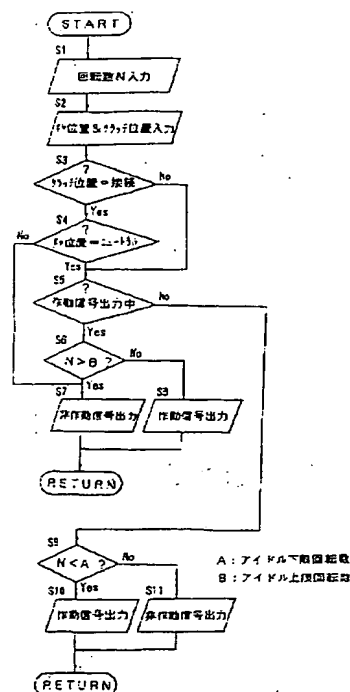 START
S1
回転数N入力
S2
ギヤ位置&クラッチ位置入力
S3
?
クラッチ位置=接続
No
Yes
S4
?
ギヤ位置=ニュートラル
No
Yes
S5
?
作動信号出力中
No
Yes
S6
N>B ?
No
Yes
S7
非作動信号出力
S8
作動信号出力
RETURN
S9
N<A ?
No
Yes
A:アイドル下限回転数
B:アイドル上限回転数
S10
作動信号出力
S11
非作動信号出力
RETURN